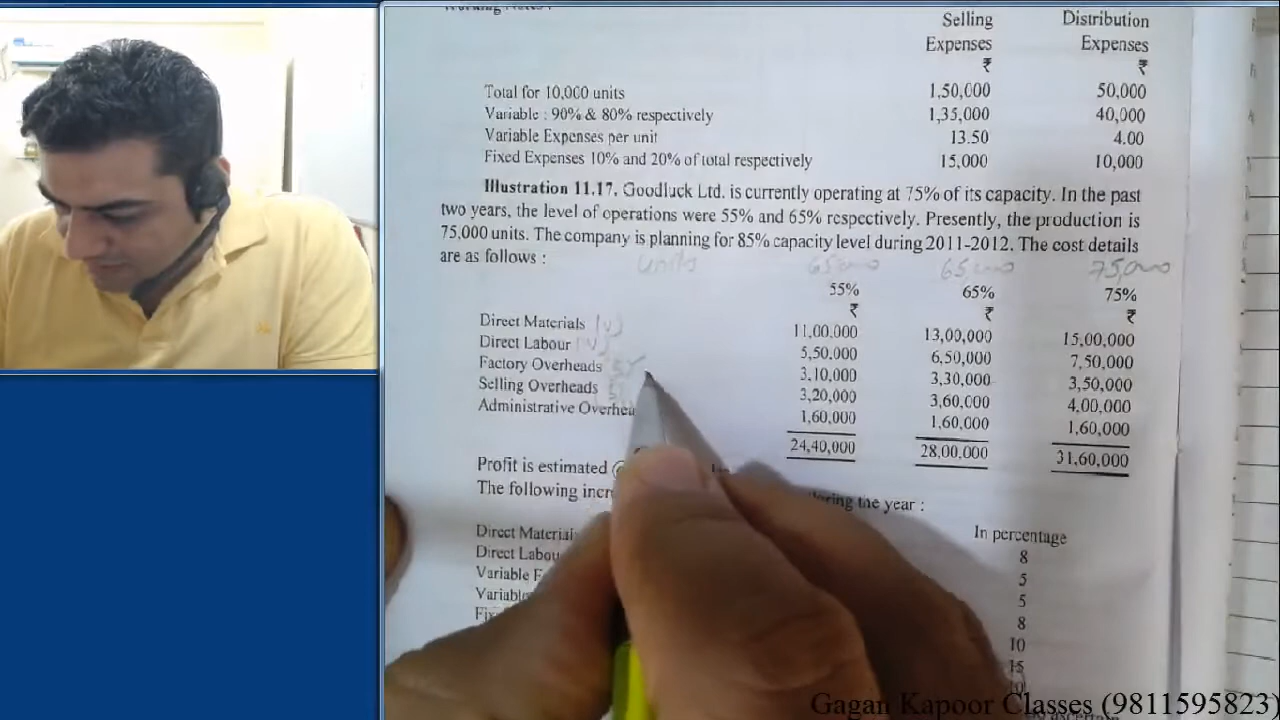 Working Notes :
Selling Distribution
Expenses Expenses
₹ ₹
Total for 10,000 units 1,50,000 50,000
Variable : 90% & 80% respectively 1,35,000 40,000
Variable Expenses per unit 13.50 4.00
Fixed Expenses 10% and 20% of total respectively 15,000 10,000
Illustration 11.17. Goodluck Ltd. is currently operating at 75% of its capacity. In the past
two years, the level of operations were 55% and 65% respectively. Presently, the production is
75,000 units. The company is planning for 85% capacity level during 2011-2012. The cost details
are as follows :
units 65,000 75,000
55% 65% 75%
₹ ₹ ₹
Direct Materials (V) 11,00,000 13,00,000 15,00,000
Direct Labour (V) 5,50,000 6,50,000 7,50,000
Factory Overheads 3,10,000 3,30,000 3,50,000
Selling Overheads 3,20,000 3,60,000 4,00,000
Administrative 1,60,000 1,60,000 1,60,000
24,40,000 28,00,000 31,60,000
Profit is estimated @
The following during the year :
In percentage
Direct 8
Direct 5
Variable 5
8
10
15
10
Gagan Kapoor Classes (9811595823)